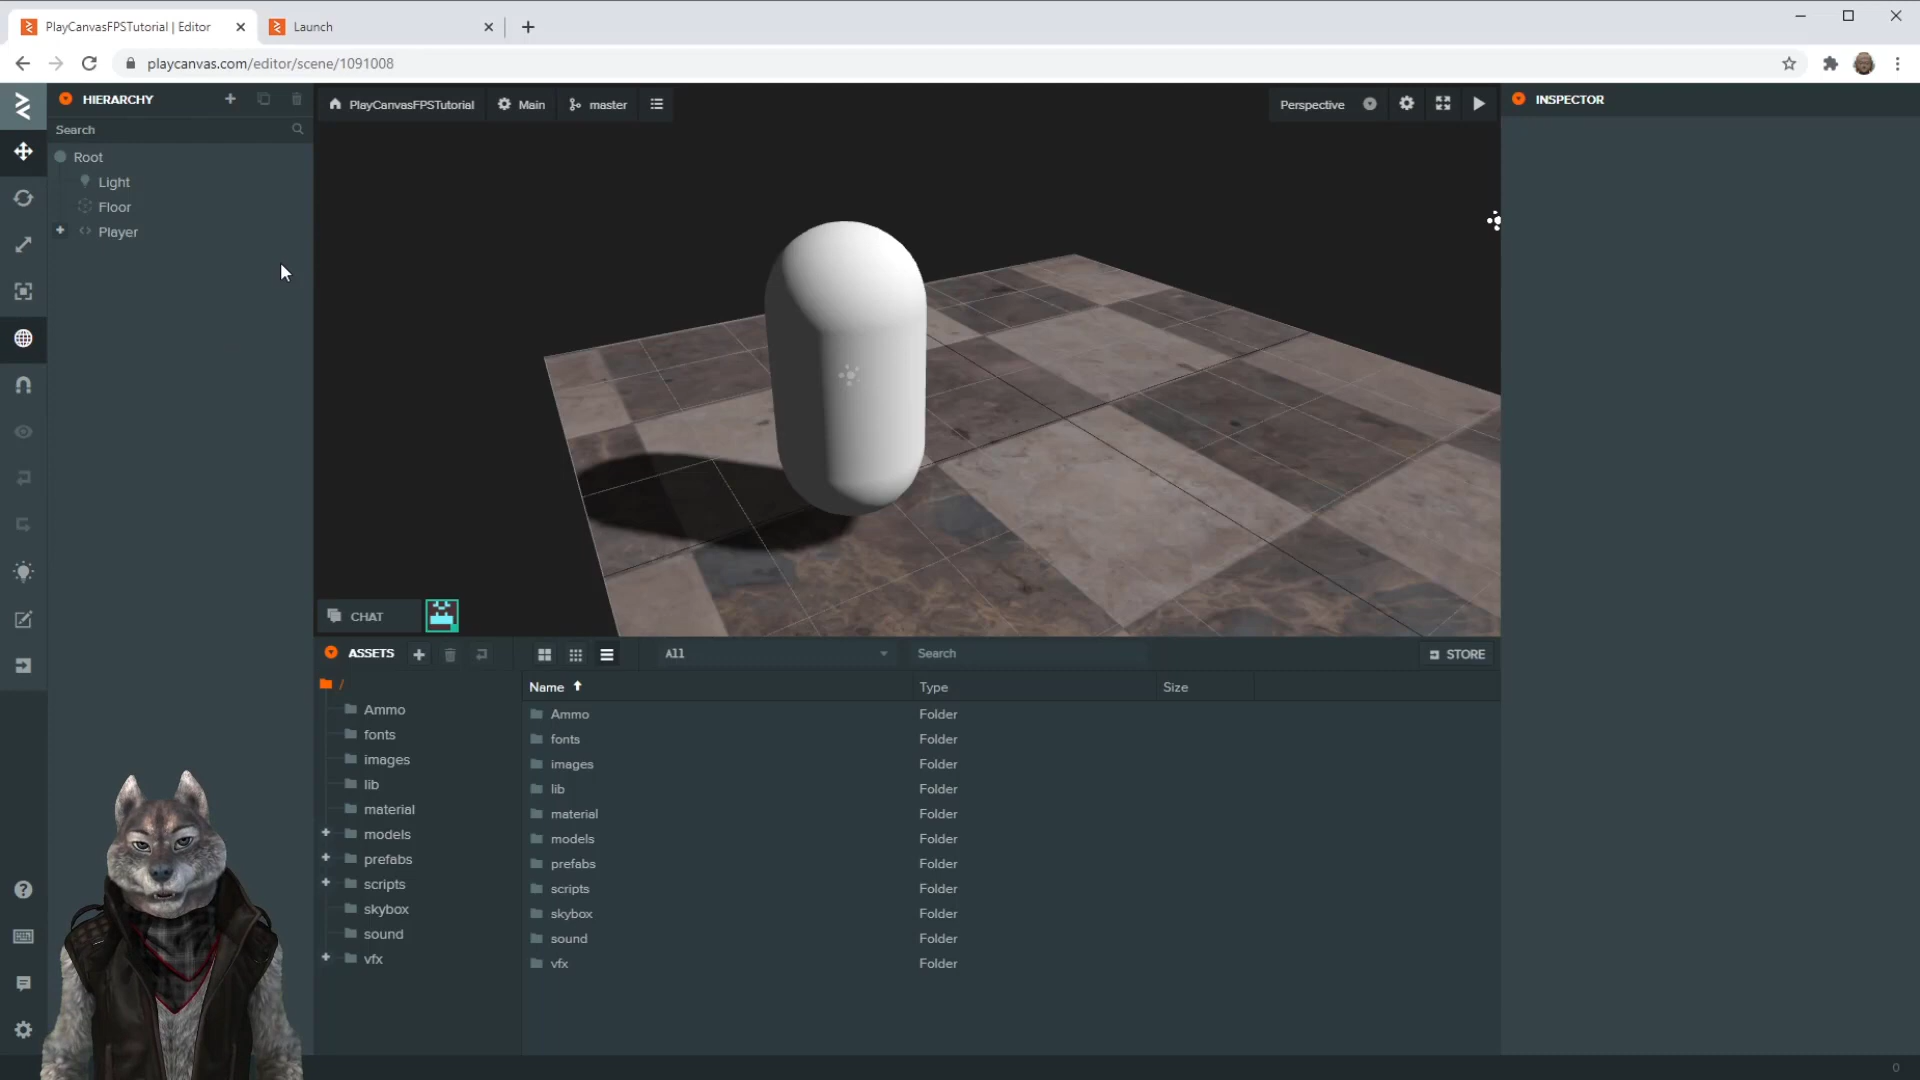 PlayCanvasFPSTutorial | Editor
Launch
playcanvas.com/editor/scene/1091008
HIERARCHY
PlayCanvasFPSTutorial
Main
master
Perspective
INSPECTOR
Search
Root
Light
Floor
Player
CHAT
ASSETS
All
Search
STORE
/
Name
Type
Size
Ammo
fonts
images
lib
material
models
prefabs
scripts
skybox
sound
vfx
Ammo Folder
fonts Folder
images Folder
lib Folder
material Folder
models Folder
prefabs Folder
scripts Folder
skybox Folder
sound Folder
vfx Folder
0